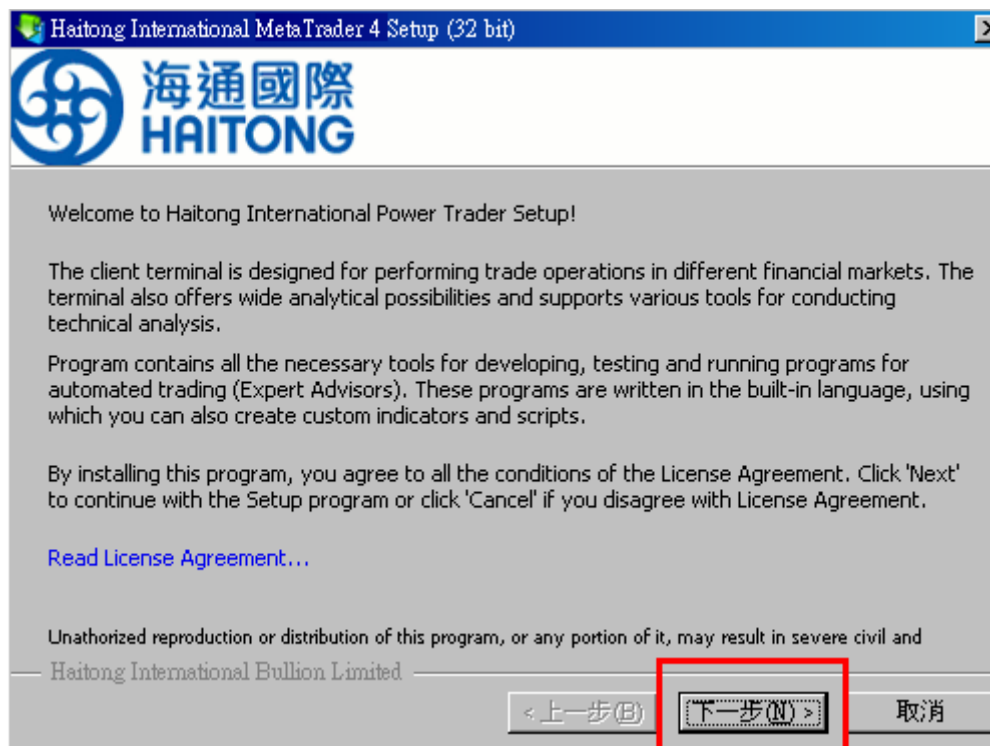 Haitong International MetaTrader 4 Setup (32 bit)
海通國際
HAITONG
Welcome to Haitong International Power Trader Setup!
The client terminal is designed for performing trade operations in different financial markets. The
terminal also offers wide analytical possibilities and supports various tools for conducting
technical analysis.
Program contains all the necessary tools for developing, testing and running programs for
automated trading (Expert Advisors). These programs are written in the built-in language, using
which you can also create custom indicators and scripts.
By installing this program, you agree to all the conditions of the License Agreement. Click 'Next'
to continue with the Setup program or click 'Cancel' if you disagree with License Agreement.
Read License Agreement...
Unathorized reproduction or distribution of this program, or any portion of it, may result in severe civil and
Haitong International Bullion Limited
<上一步(B) 下一步(N) > 取消